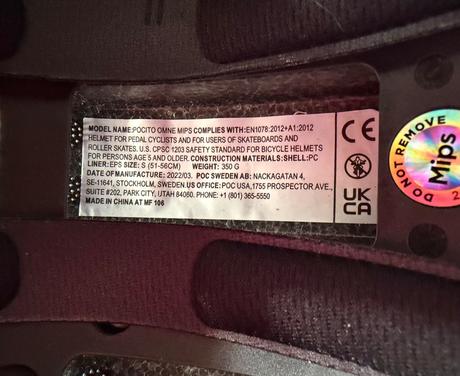 MODEL NAME:POCITO OMNE MIPS COMPLIES WITH:EN1078:2012+A1:2012
HELMET FOR PEDAL CYCLISTS AND FOR USERS OF SKATEBOARDS AND
ROLLER SKATES. U.S. CPSC 1203 SAFETY STANDARD FOR BICYCLE HELMETS
FOR PERSONS AGE 5 AND OLDER. CONSTRUCTION MATERIALS:SHELL:PC
LINER:EPS SIZE: S (51-56CM) WEIGHT: 350 G
DATE OF MANUFACTURE: 2022/03. POC SWEDEN AB: NACKAGATAN 4,
SE-11641, STOCKHOLM, SWEDEN.US OFFICE: POC USA,1755 PROSPECTOR AVE.,
SUITE #202, PARK CITY, UTAH 84060. PHONE: +1 (801) 365-5550
MADE IN CHINA AT MF 106
CE
UK
CA
DO NOT REMOVE
Mips
2